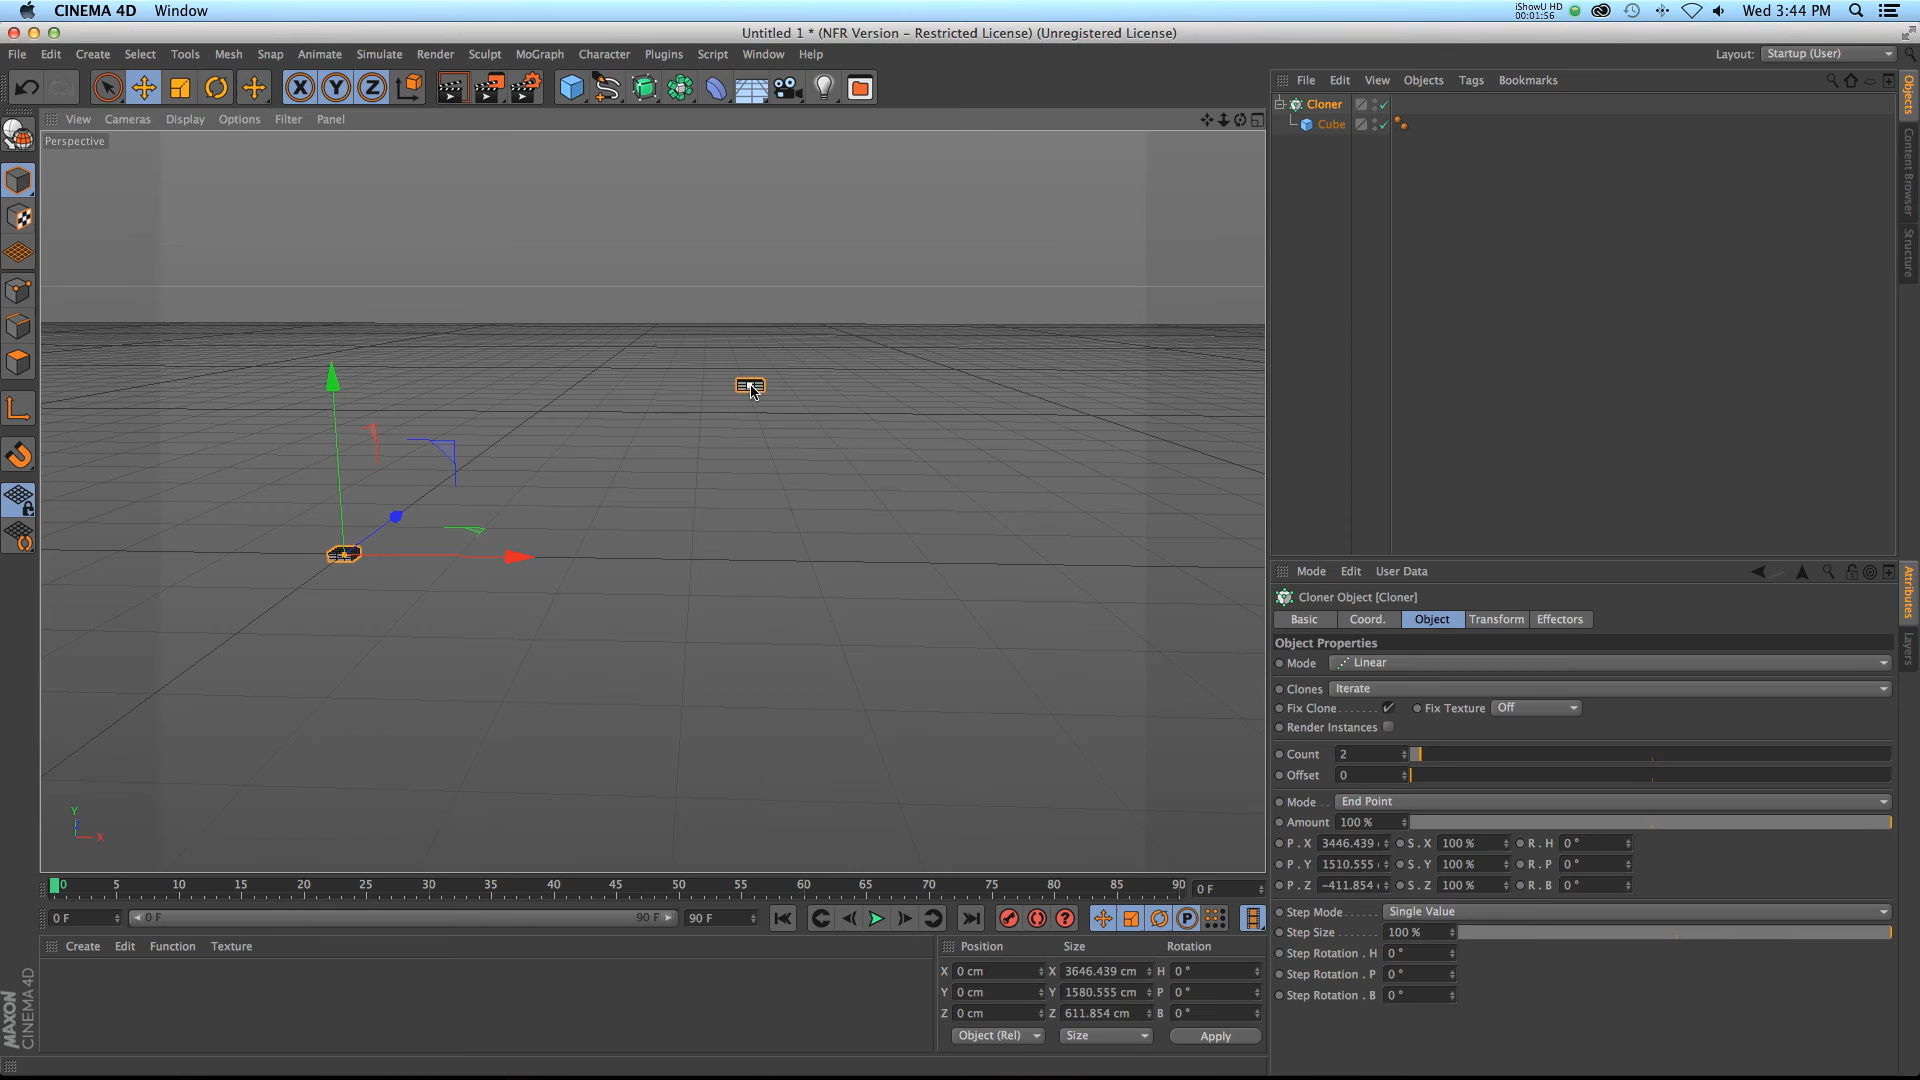 CINEMA 4D Window
iShowU HD
00:01:56
Wed 3:44 PM
Untitled 1 * (NFR Version – Restricted License) (Unregistered License)
File Edit Create Select Tools Mesh Snap Animate Simulate Render Sculpt MoGraph Character Plugins Script Window Help
Layout: Startup (User)
X Y Z
File Edit View Objects Tags Bookmarks
Objects
Content Browser
Structure
Cloner
Cube
View Cameras Display Options Filter Panel
Perspective
Y
X
Mode Edit User Data
Attributes
Layers
Cloner Object [Cloner]
Basic Coord. Object Transform Effectors
Object Properties
Mode Linear
Clones Iterate
Fix Clone . . . . . . Fix Texture Off
Render Instances
Count 2
Offset 0
Mode . . End Point
Amount 100 %
P . X 3446.439 S . X 100 % R . H 0 °
P . Y 1510.555 S . Y 100 % R . P 0 °
P . Z -411.854 S . Z 100 % R . B 0 °
Step Mode . . . . . . Single Value
Step Size . . . . . . . 100 %
Step Rotation . H 0 °
Step Rotation . P 0 °
Step Rotation . B 0 °
0 5 10 15 20 25 30 35 40 45 50 55 60 65 70 75 80 85 90 0 F
0 F 0 F 90 F 90 F
P
Create Edit Function Texture
Position Size Rotation
X 0 cm X 3646.439 cm H 0 °
Y 0 cm Y 1580.555 cm P 0 °
Z 0 cm Z 611.854 cm B 0 °
Object (Rel) Size Apply
MAXON
CINEMA 4D